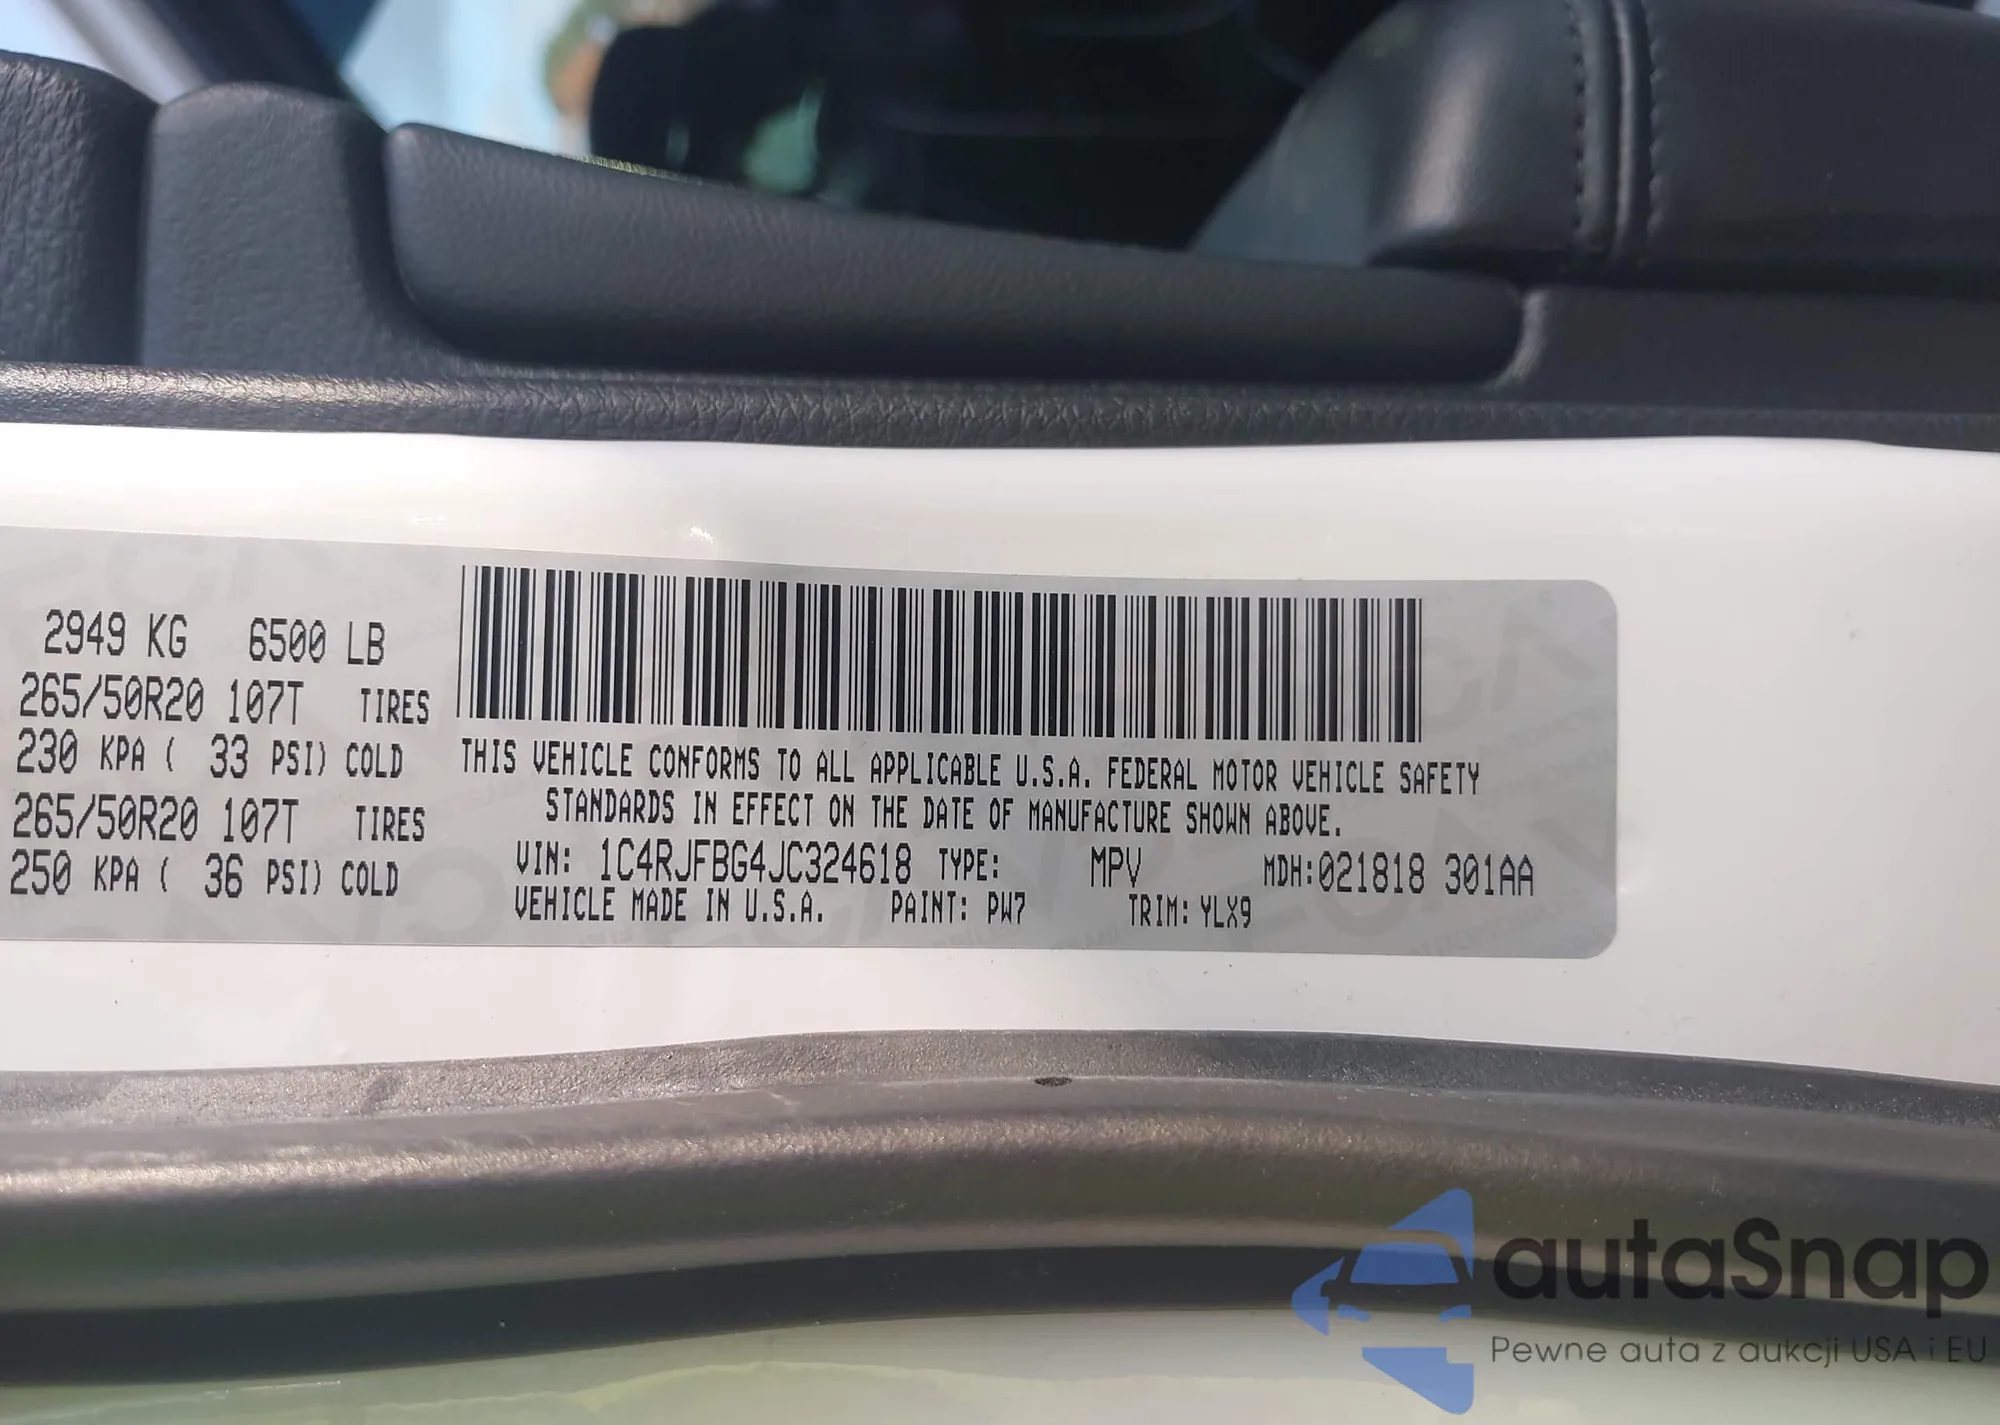 2949 KG 6500 LB
265/50R20 107T TIRES
230 KPA ( 33 PSI) COLD
265/50R20 107T TIRES
250 KPA ( 36 PSI) COLD
THIS VEHICLE CONFORMS TO ALL APPLICABLE U.S.A. FEDERAL MOTOR VEHICLE SAFETY
STANDARDS IN EFFECT ON THE DATE OF MANUFACTURE SHOWN ABOVE.
VIN: 1C4RJFBG4JC324618 TYPE: MPV MDH:021818 301AA
VEHICLE MADE IN U.S.A. PAINT: PW7 TRIM: YLX9
autaSnap
Pewne auta z aukcji USA i EU